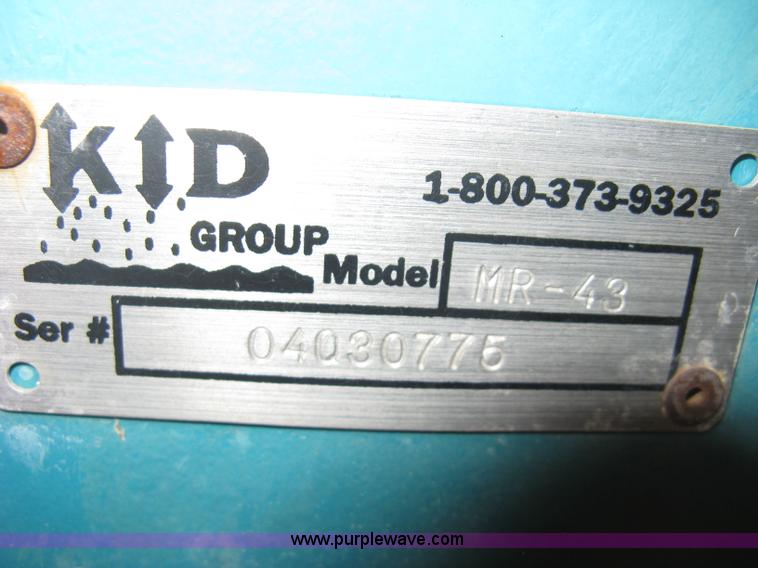 KID
GROUP
1-800-373-9325
Model MR-43
Ser # 04030775
www.purplewave.com